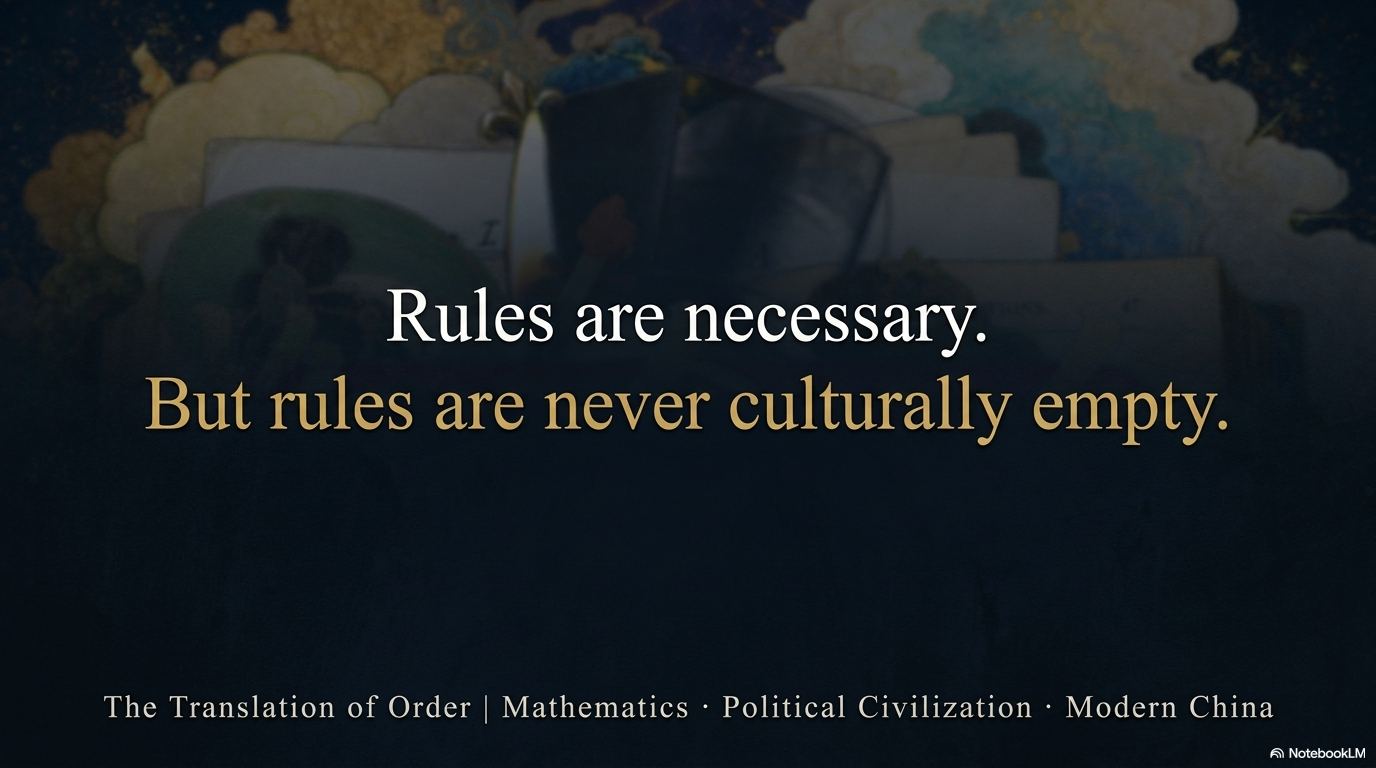 Rules are necessary.
But rules are never culturally empty.
The Translation of Order | Mathematics · Political Civilization · Modern China
NotebookLM